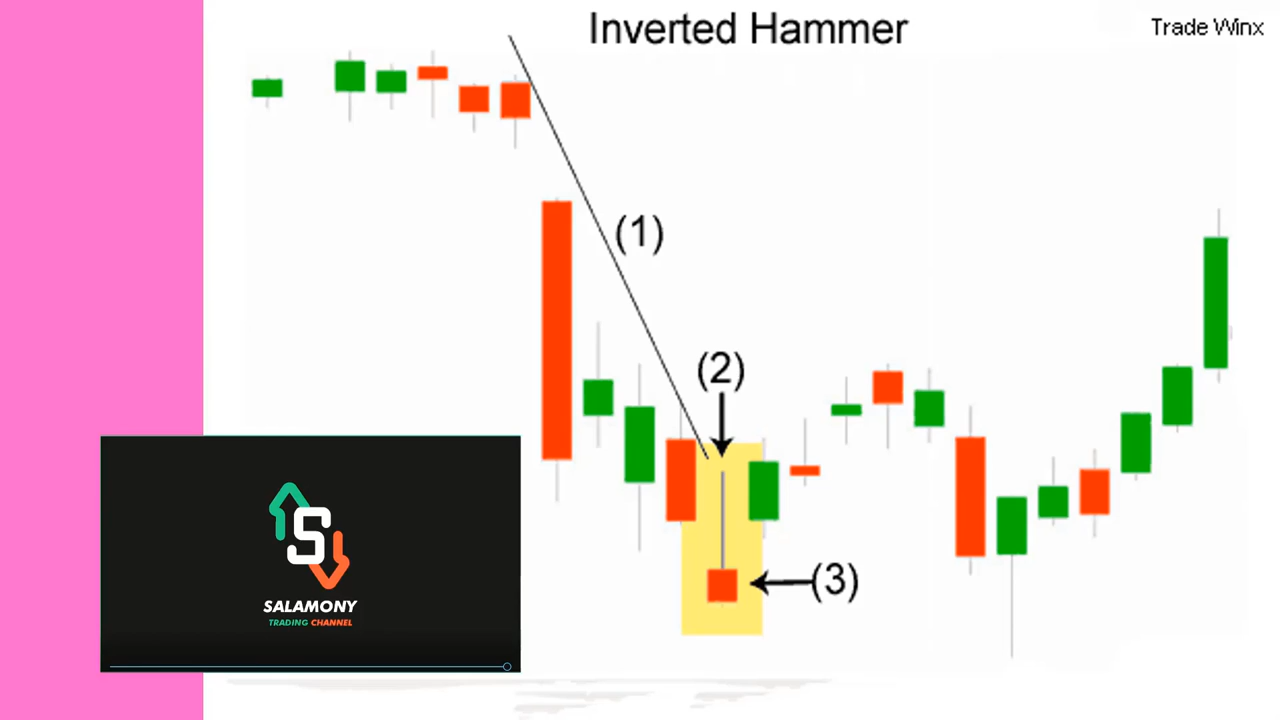 Inverted Hammer
Trade Winx
(1)
(2)
(3)
S
SALAMONY
TRADING CHANNEL